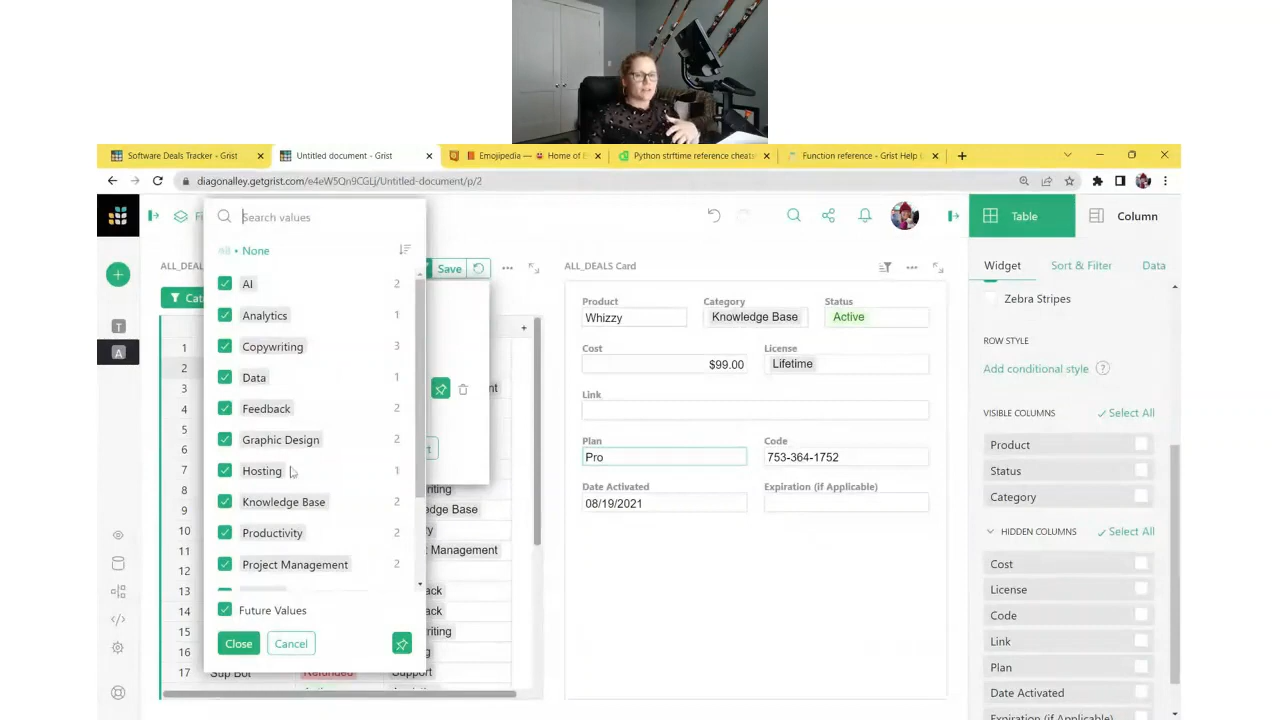 Software Deals Tracker - Grist
Untitled document - Grist
Emojipedia —
Home of E
Python strftime reference cheats
Function reference - Grist Help C
diagonalley.getgrist.com/e4eW5Qn9CGLj/Untitled-document/p/2
Search values
All • None
AI 2
Analytics 1
Copywriting 3
Data 1
Feedback 2
Graphic Design 2
Hosting 1
Knowledge Base 2
Productivity 2
Project Management 2
Future Values
Close
Cancel
ALL_DEALS
Save
Cat
1
2
3
4
5
6
7
8
9
10
11
12
13
14
15
16
17
T
A
Management
Sup Bot
Refunded
Support
ALL_DEALS Card
Product
Whizzy
Category
Knowledge Base
Status
Active
Cost
$99.00
License
Lifetime
Link
Plan
Pro
Code
753-364-1752
Date Activated
08/19/2021
Expiration (if Applicable)
Table
Column
Widget
Sort & Filter
Data
Zebra Stripes
ROW STYLE
Add conditional style
VISIBLE COLUMNS
Select All
Product
Status
Category
HIDDEN COLUMNS
Select All
Cost
License
Code
Link
Plan
Date Activated
Expiration (if Applicable)